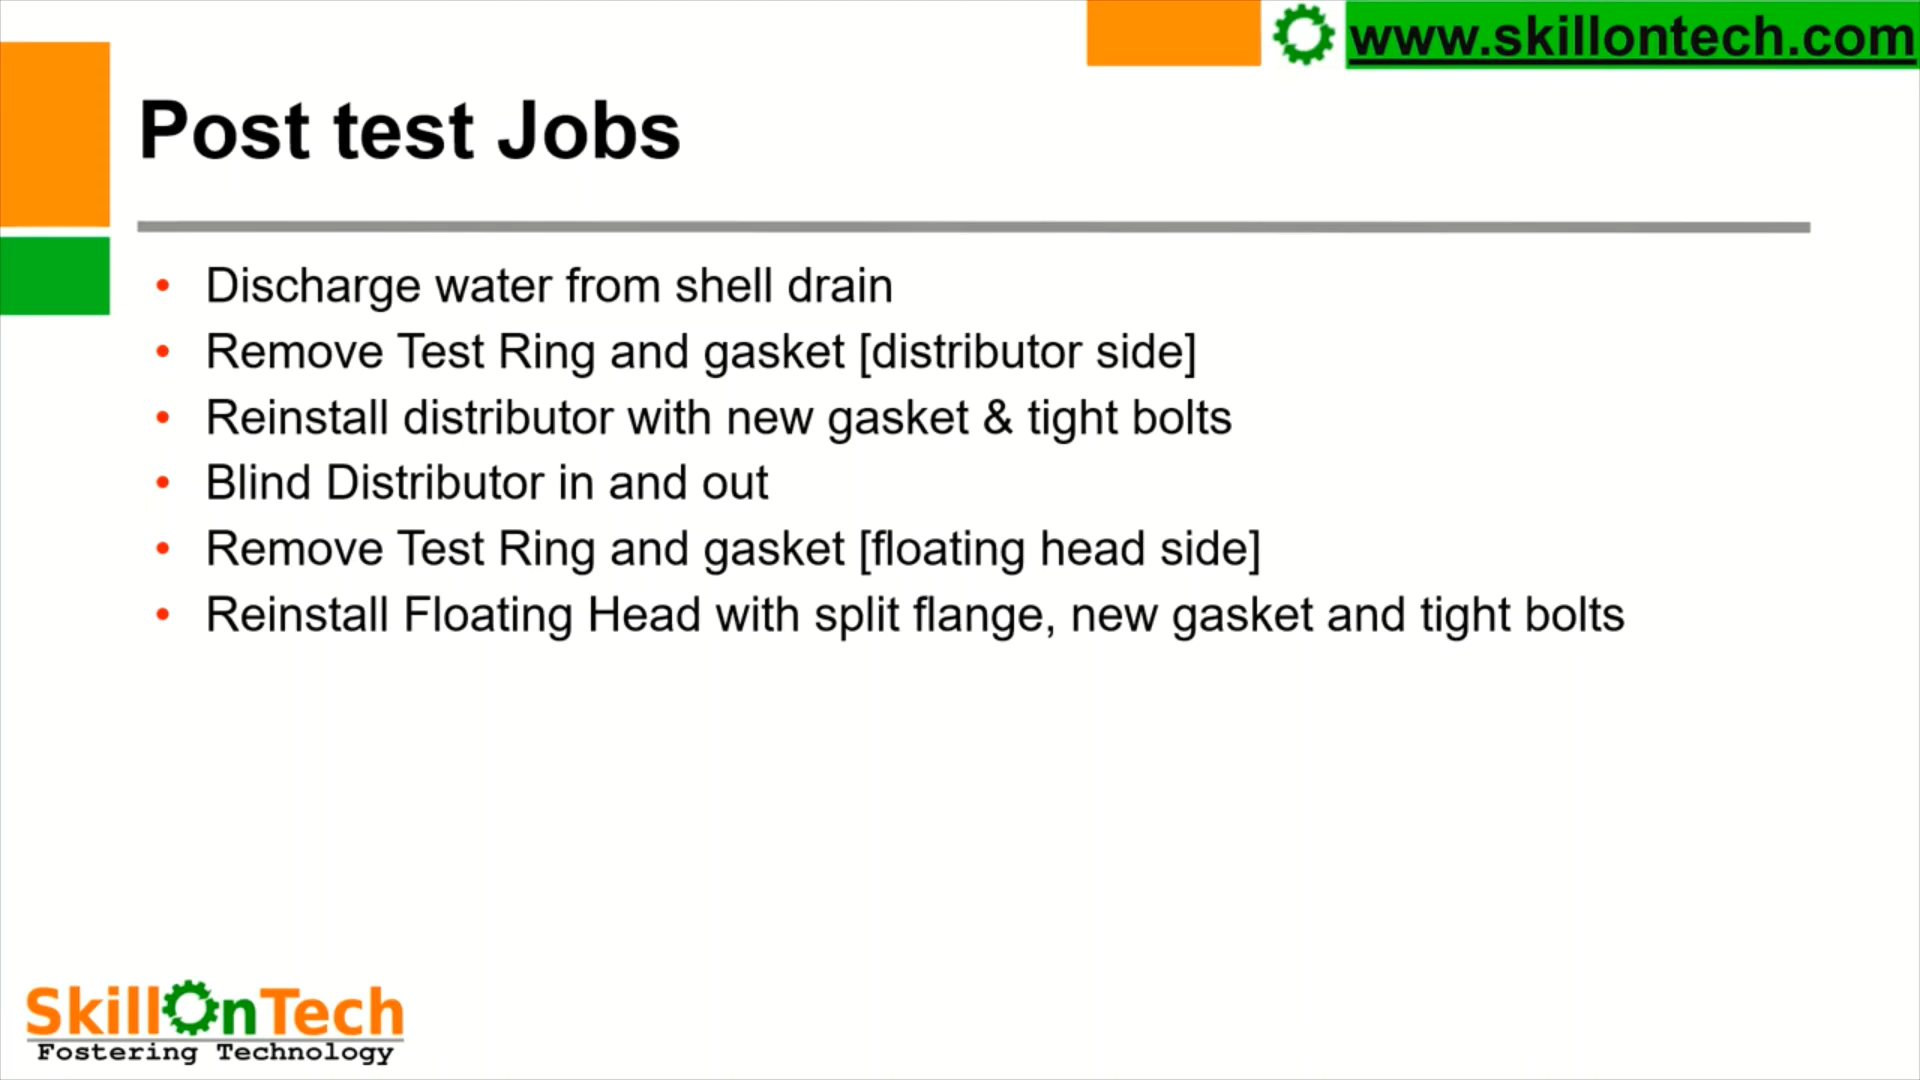 www.skillontech.com
Post test Jobs
• Discharge water from shell drain
• Remove Test Ring and gasket [distributor side]
• Reinstall distributor with new gasket & tight bolts
• Blind Distributor in and out
• Remove Test Ring and gasket [floating head side]
• Reinstall Floating Head with split flange, new gasket and tight bolts
SkillOnTech
Fostering Technology